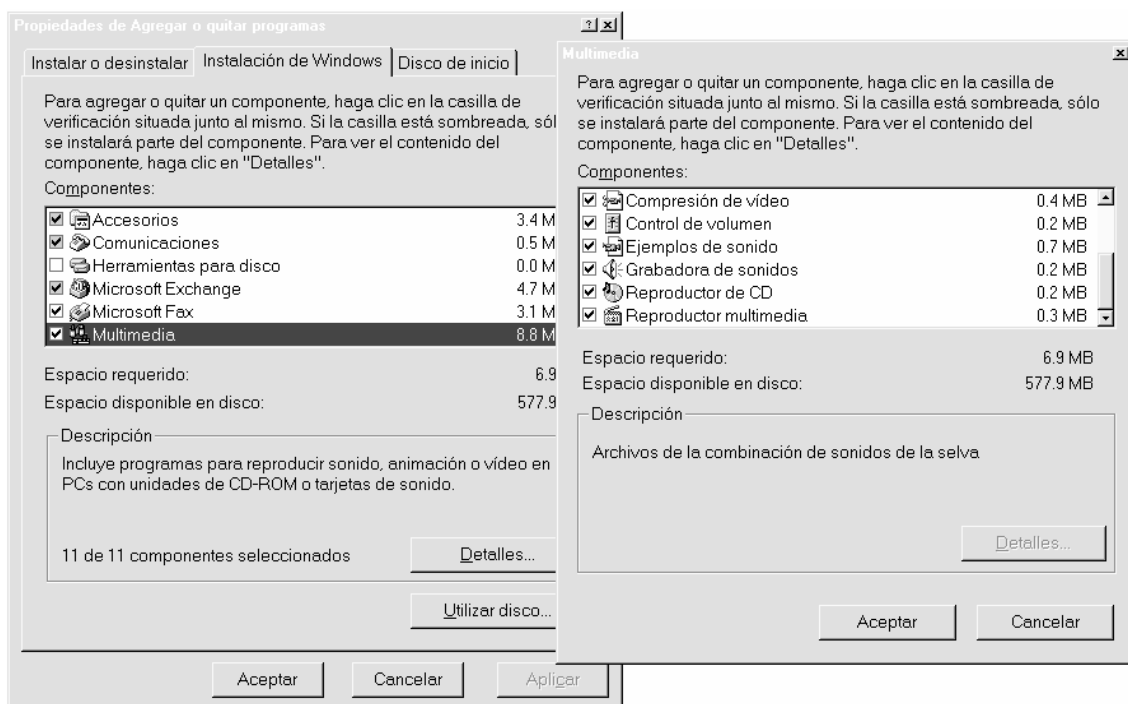 Propiedades de Agregar o quitar programas
Instalar o desinstalar
Instalación de Windows
Disco de inicio
Para agregar o quitar un componente, haga clic en la casilla de
verificación situada junto al mismo. Si la casilla está sombreada, sól
se instalará parte del componente. Para ver el contenido del
componente, haga clic en "Detalles".
Componentes:
Accesorios 3.4 M
Comunicaciones 0.5 M
Herramientas para disco 0.0 M
Microsoft Exchange 4.7 M
Microsoft Fax 3.1 M
Multimedia 8.8 M
Espacio requerido: 6.9
Espacio disponible en disco: 577.9
Descripción
Incluye programas para reproducir sonido, animación o vídeo en
PCs con unidades de CD-ROM o tarjetas de sonido.
11 de 11 componentes seleccionados
Detalles...
Utilizar disco...
Aceptar
Cancelar
Aplicar
Multimedia
Para agregar o quitar un componente, haga clic en la casilla de
verificación situada junto al mismo. Si la casilla está sombreada, sólo
se instalará parte del componente. Para ver el contenido del
componente, haga clic en "Detalles".
Componentes:
Compresión de vídeo 0.4 MB
Control de volumen 0.2 MB
Ejemplos de sonido 0.7 MB
Grabadora de sonidos 0.2 MB
Reproductor de CD 0.2 MB
Reproductor multimedia 0.3 MB
Espacio requerido: 6.9 MB
Espacio disponible en disco: 577.9 MB
Descripción
Archivos de la combinación de sonidos de la selva
Detalles...
Aceptar
Cancelar